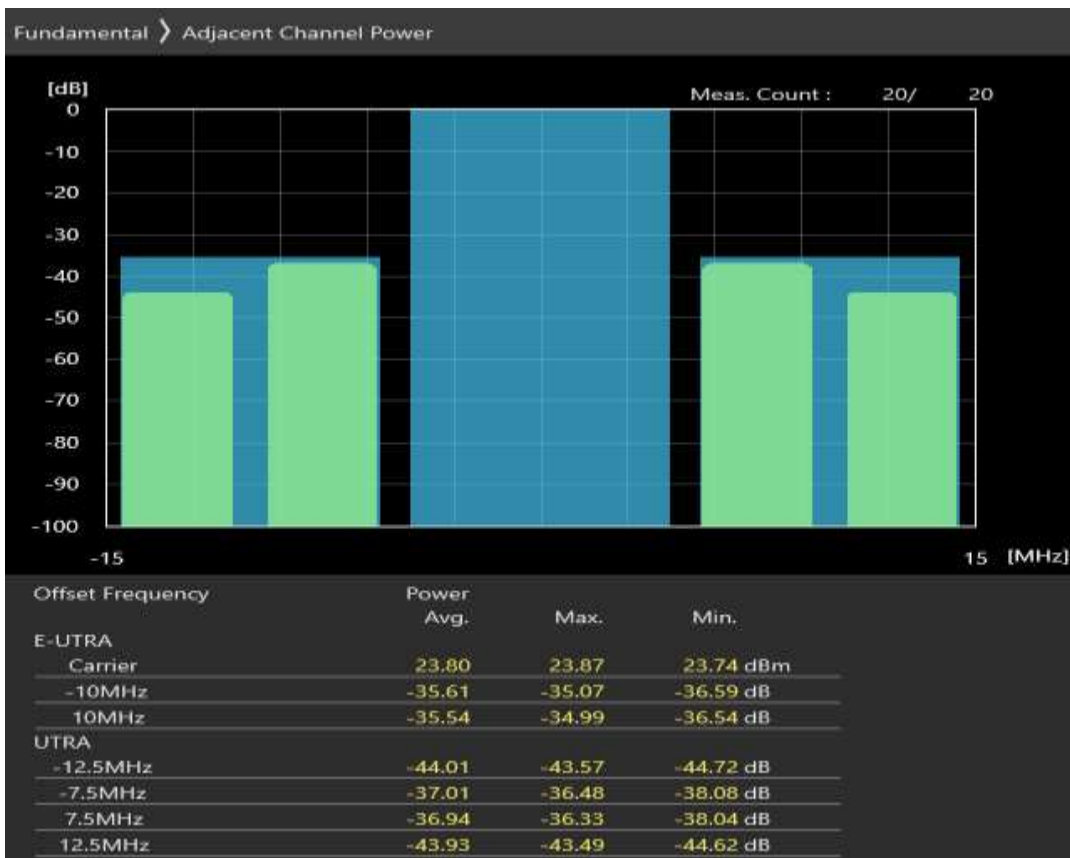 Fundamental ❯ Adjacent Channel Power
[dB]
Meas. Count : 20/ 20
0
-10
-20
-30
-40
-50
-60
-70
-80
-90
-100
-15 15 [MHz]
Offset Frequency Power
Avg. Max. Min.
E-UTRA
Carrier 23.80 23.87 23.74 dBm
-10MHz -35.61 -35.07 -36.59 dB
10MHz -35.54 -34.99 -36.54 dB
UTRA
-12.5MHz -44.01 -43.57 -44.72 dB
-7.5MHz -37.01 -36.48 -38.08 dB
7.5MHz -36.94 -36.33 -38.04 dB
12.5MHz -43.93 -43.49 -44.62 dB